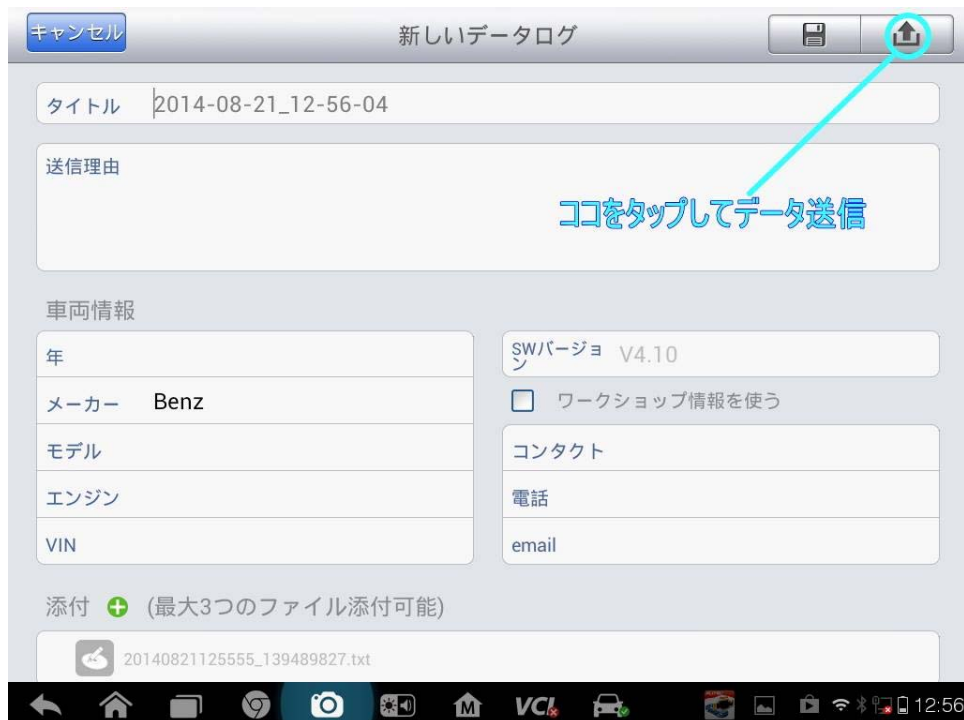 キャンセル
新しいデータログ
タイトル 2014-08-21_12-56-04
送信理由
ココをタップしてデータ送信
車両情報
年
メーカー Benz
モデル
エンジン
VIN
SWバージョ
ン
V4.10
ワークショップ情報を使う
コンタクト
電話
email
添付 (最大3つのファイル添付可能)
20140821125555_139489827.txt
M VCI 12:56